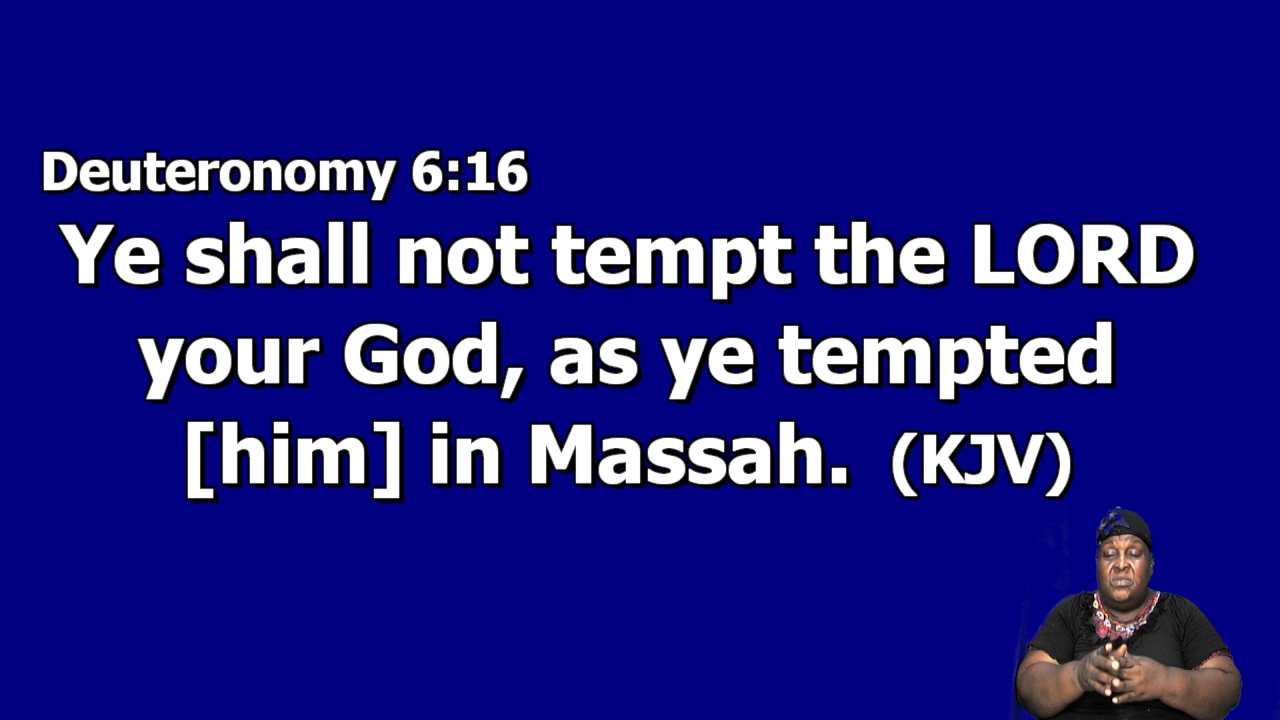 Deuteronomy 6:16
Ye shall not tempt the LORD
your God, as ye tempted
[him] in Massah. (KJV)